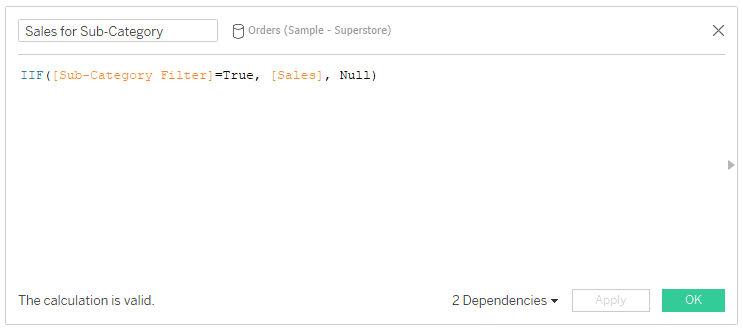 Sales for Sub-Category Orders (Sample - Superstore)
IIF([Sub-Category Filter]=True, [Sales], Null)
The calculation is valid. 2 Dependencies Apply OK